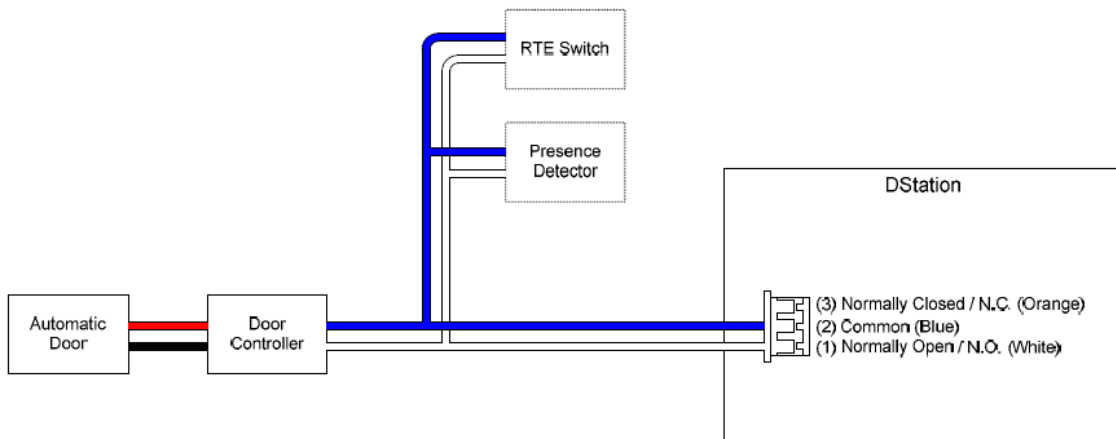 RTE Switch
Presence
Detector
DStation
Automatic
Door
Door
Controller
(3) Normally Closed / N.C. (Orange)
(2) Common (Blue)
(1) Normally Open / N.O. (White)